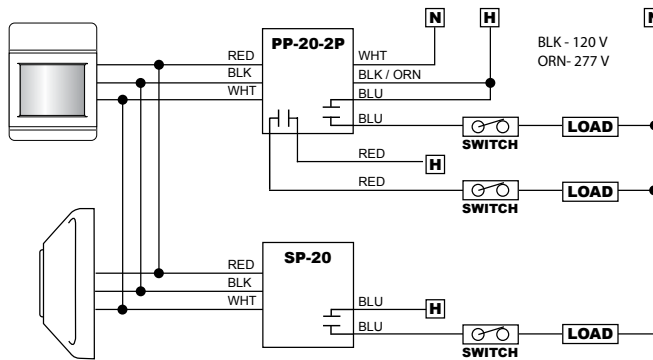 N H N
PP-20-2P
BLK - 120 V
ORN- 277 V
RED WHT
BLK BLK / ORN
WHT BLU
BLU
SWITCH LOAD
RED H
RED
SWITCH LOAD
SP-20
RED
BLK
WHT BLU H
BLU
SWITCH LOAD